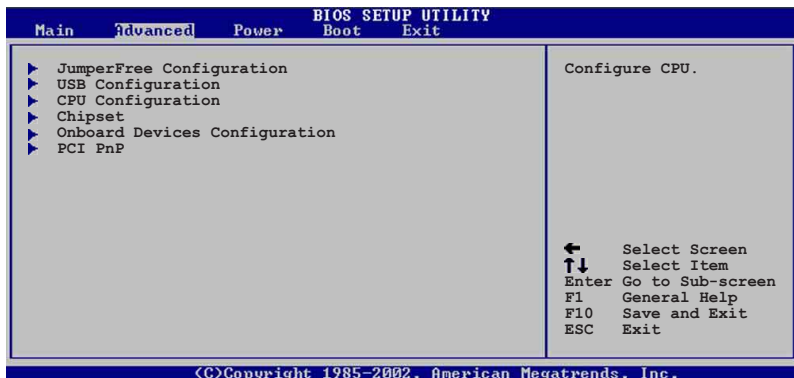 BIOS SETUP UTILITY
Main Advanced Power Boot Exit
JumperFree Configuration
USB Configuration
CPU Configuration
Chipset
Onboard Devices Configuration
PCI PnP
Configure CPU.
Select Screen
Select Item
Enter Go to Sub-screen
F1 General Help
F10 Save and Exit
ESC Exit
(C)Copyright 1985-2002, American Megatrends, Inc.